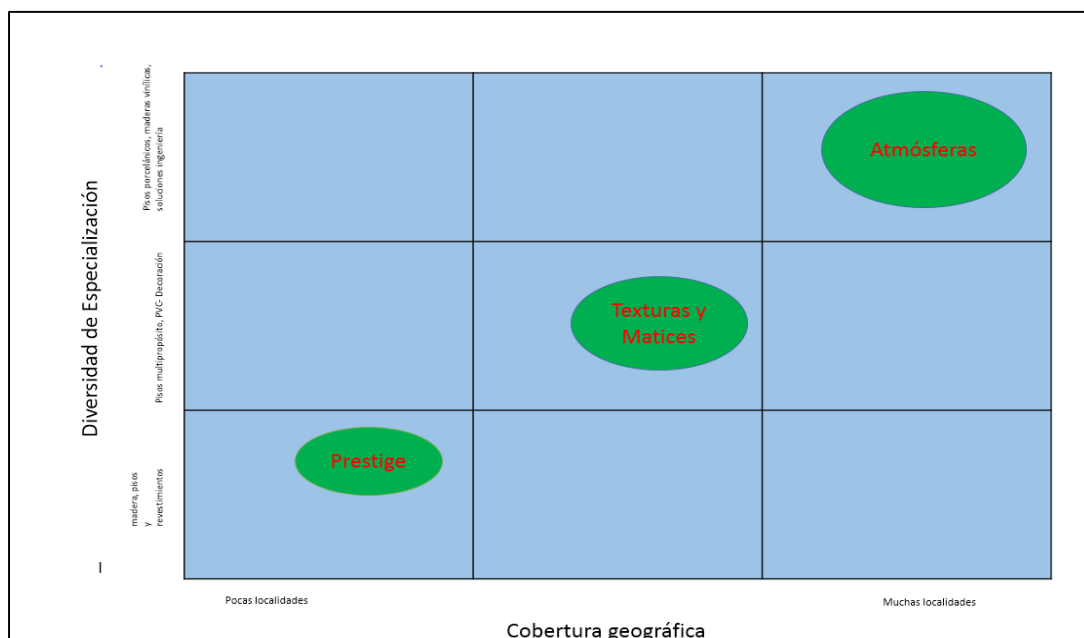 Diversidad de Especialización
Pisos porcelánicos, maderas vinílicas,
soluciones ingeniería
Pisos multipropósito, PVC- Decoración
madera, pisos
y
revestimientos
Atmósferas
Texturas y
Matices
Prestige
Pocas localidades
Muchas localidades
Cobertura geográfica